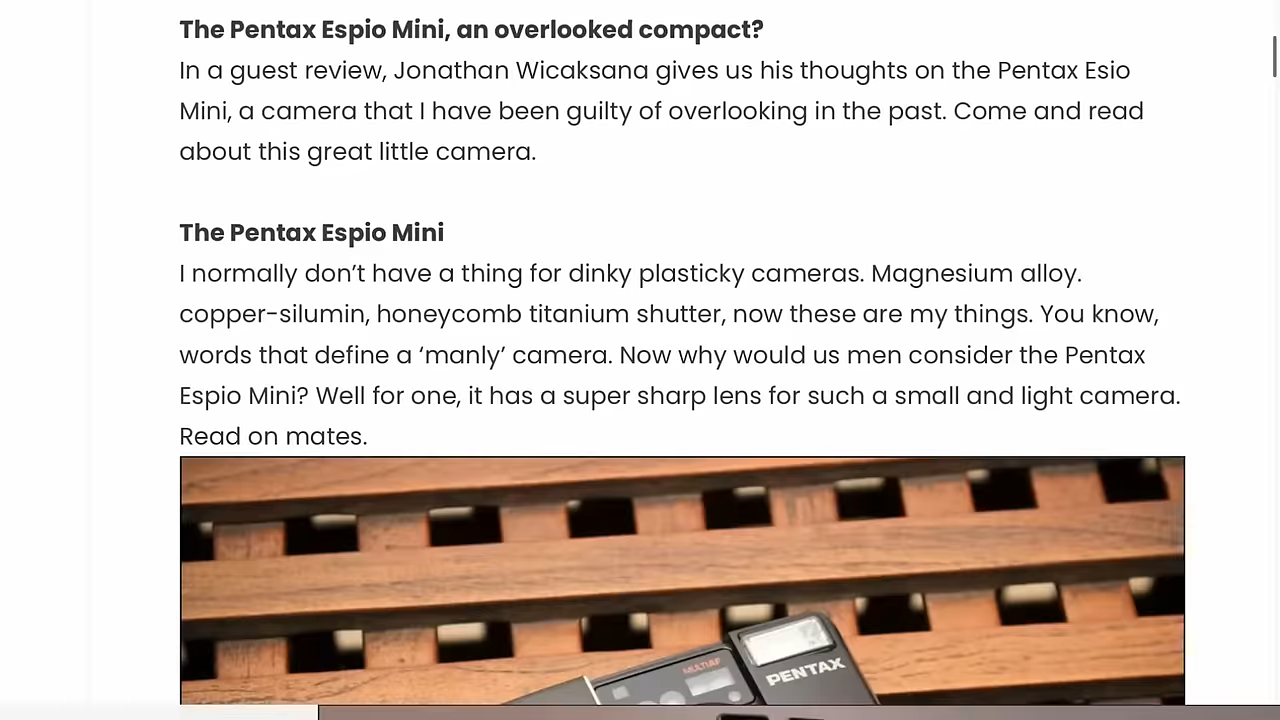 The Pentax Espio Mini, an overlooked compact?
In a guest review, Jonathan Wicaksana gives us his thoughts on the Pentax Esio
Mini, a camera that I have been guilty of overlooking in the past. Come and read
about this great little camera.
The Pentax Espio Mini
I normally don’t have a thing for dinky plasticky cameras. Magnesium alloy.
copper-silumin, honeycomb titanium shutter, now these are my things. You know,
words that define a ‘manly’ camera. Now why would us men consider the Pentax
Espio Mini? Well for one, it has a super sharp lens for such a small and light camera.
Read on mates.
MULTI AF
PENTAX